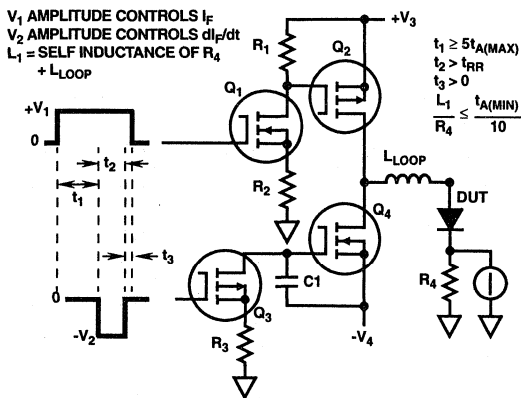 V1 AMPLITUDE CONTROLS IF
V2 AMPLITUDE CONTROLS dIF/dt
L1 = SELF INDUCTANCE OF R4
+ LLOOP
+V3
R1
Q2
t1 ≥ 5tA(MAX)
t2 > tRR
t3 > 0
L1/R4 ≤ tA(MIN)/10
Q1
+V1
0
t2
t1
t3
R2
LLOOP
DUT
Q4
R4
C1
0
-V2
Q3
R3
-V4